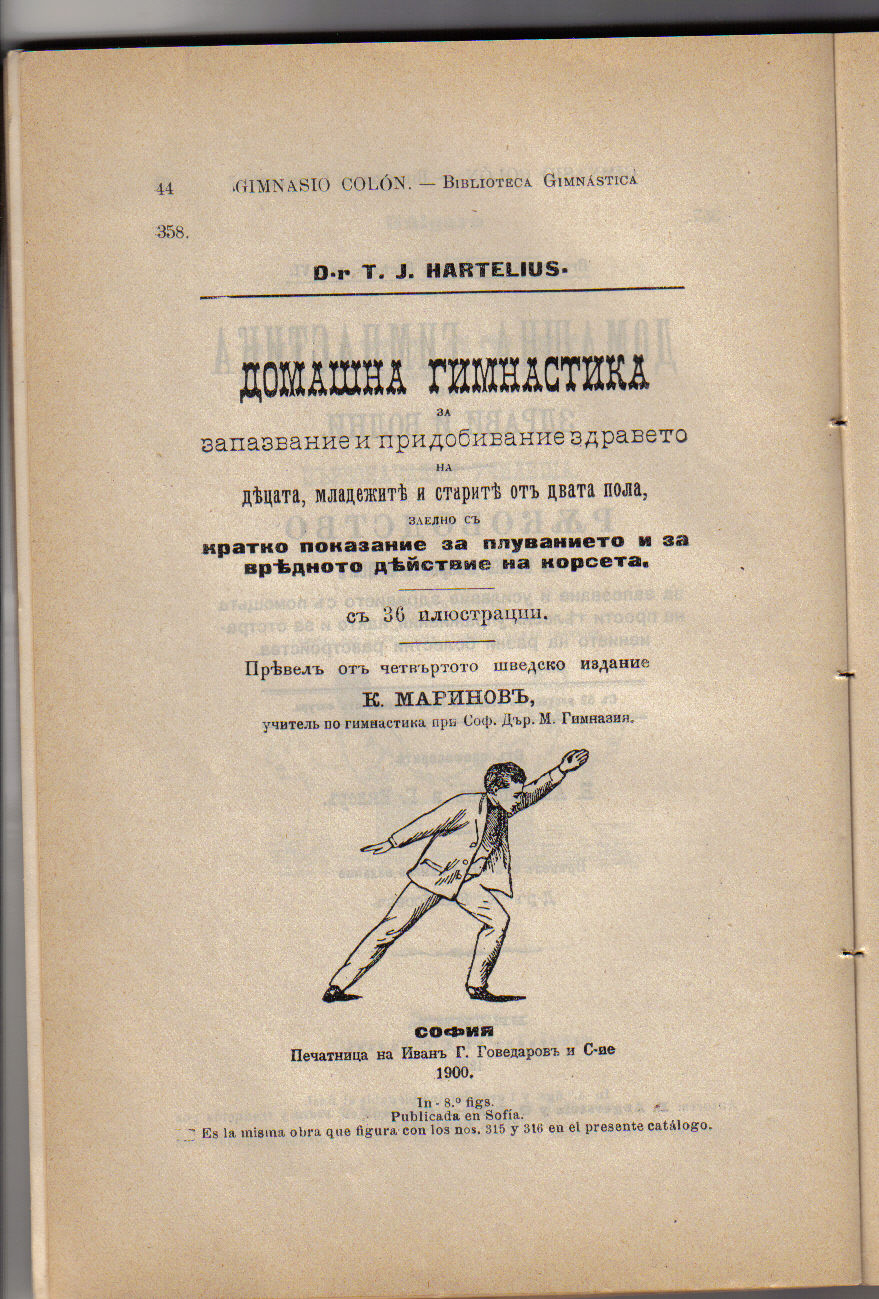 44 GIMNASIO COLÓN. — BIBLIOTECA GIMNÁSTICA
358.
D·r T. J. HARTELIUS·
ДОМАШНА ГИМНАСТИКА
ЗА
запазвание и придобивание здравето
НА
дѣцата, младежитѣ и старитѣ отъ двата пола,
ЗАЕДНО СЪ
кратко показание за плуванието и за
врѣдното дѣйствие на корсета.
съ 36 илюстрации.
Прѣвелъ отъ четвъртото шведско издание
К. МАРИНОВЪ,
учитель по гимнастика при Соф. Дър. М. Гимназия.
СОФИЯ
Печатница на Иванъ Г. Говедаровъ и С-ие
1900.
In - 8.º figs.
Publicada en Sofía.
Es la misma obra que figura con los nos. 315 y 316 en el presente catálogo.